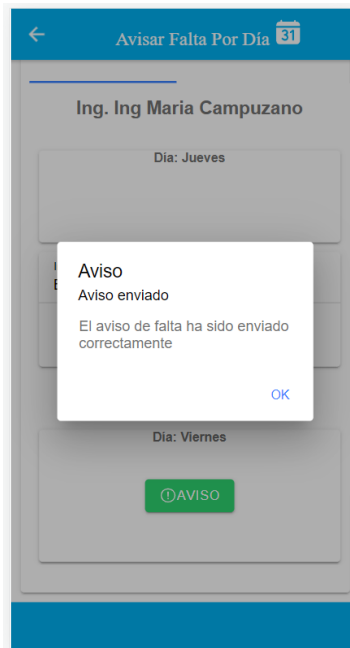 Avisar Falta Por Día 31
Ing. Ing Maria Campuzano
Día: Jueves
Aviso
Aviso enviado
El aviso de falta ha sido enviado
correctamente
OK
Día: Viernes
AVISO